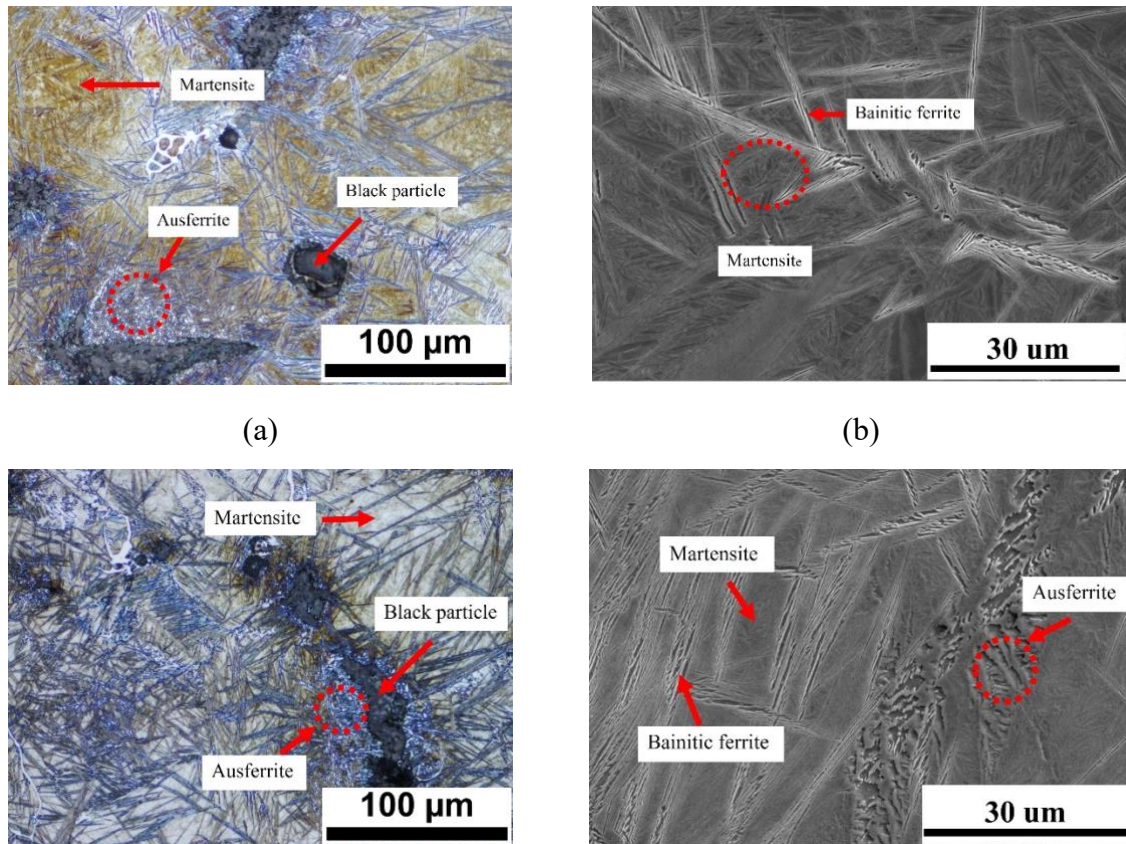 Martensite
Black particle
Ausferrite
100 µm
Bainitic ferrite
Martensite
30 um
(a)
(b)
Martensite
Black particle
Ausferrite
100 µm
Martensite
Ausferrite
Bainitic ferrite
30 um